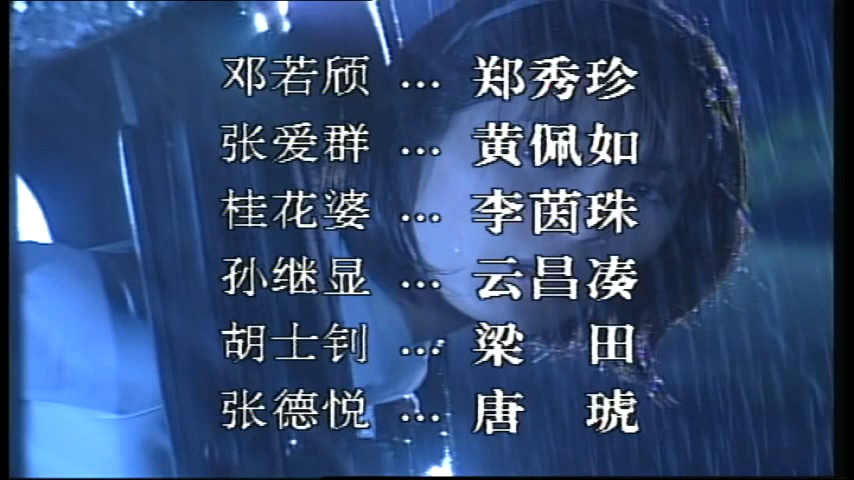 邓若颀 … 郑秀珍
张爱群 … 黄佩如
桂花婆 … 李茵珠
孙继显 … 云昌凑
胡士钊 … 梁　田
张德悦 … 唐　琥